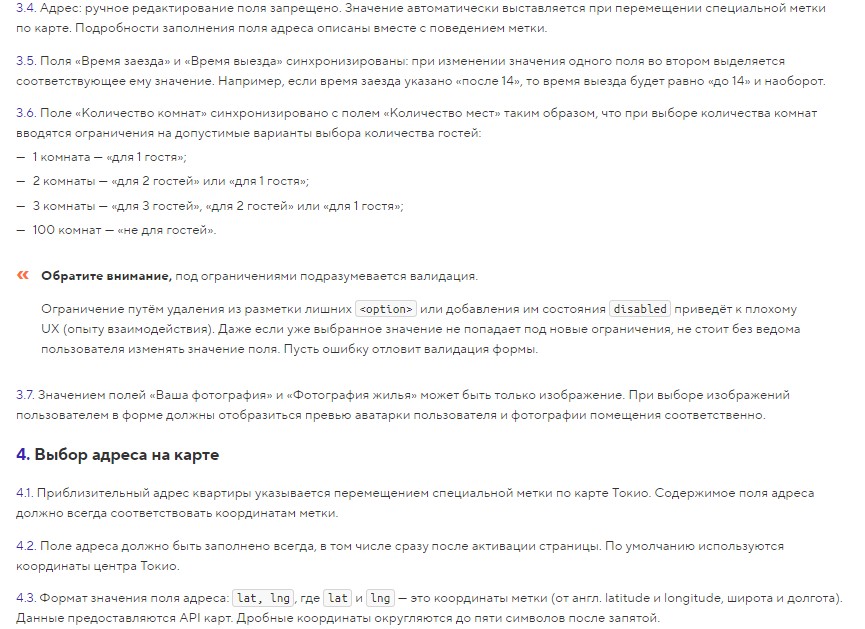 3.4. Адрес: ручное редактирование поля запрещено. Значение автоматически выставляется при перемещении специальной метки
по карте. Подробности заполнения поля адреса описаны вместе с поведением метки.
3.5. Поля «Время заезда» и «Время выезда» синхронизированы: при изменении значения одного поля во втором выделяется
соответствующее ему значение. Например, если время заезда указано «после 14», то время выезда будет равно «до 14» и наоборот.
3.6. Поле «Количество комнат» синхронизировано с полем «Количество мест» таким образом, что при выборе количества комнат
вводятся ограничения на допустимые варианты выбора количества гостей:
— 1 комната — «для 1 гостя»;
— 2 комнаты — «для 2 гостей» или «для 1 гостя»;
— 3 комнаты — «для 3 гостей», «для 2 гостей» или «для 1 гостя»;
— 100 комнат — «не для гостей».
« Обратите внимание, под ограничениями подразумевается валидация.
Ограничение путём удаления из разметки лишних <option> или добавления им состояния disabled приведёт к плохому
UX (опыту взаимодействия). Даже если уже выбранное значение не попадает под новые ограничения, не стоит без ведома
пользователя изменять значение поля. Пусть ошибку отловит валидация формы.
3.7. Значением полей «Ваша фотография» и «Фотография жилья» может быть только изображение. При выборе изображений
пользователем в форме должны отобразиться превью аватарки пользователя и фотографии помещения соответственно.
4. Выбор адреса на карте
4.1. Приблизительный адрес квартиры указывается перемещением специальной метки по карте Токио. Содержимое поля адреса
должно всегда соответствовать координатам метки.
4.2. Поле адреса должно быть заполнено всегда, в том числе сразу после активации страницы. По умолчанию используются
координаты центра Токио.
4.3. Формат значения поля адреса: lat, lng, где lat и lng — это координаты метки (от англ. latitude и longitude, широта и долгота).
Данные предоставляются API карт. Дробные координаты округляются до пяти символов после запятой.